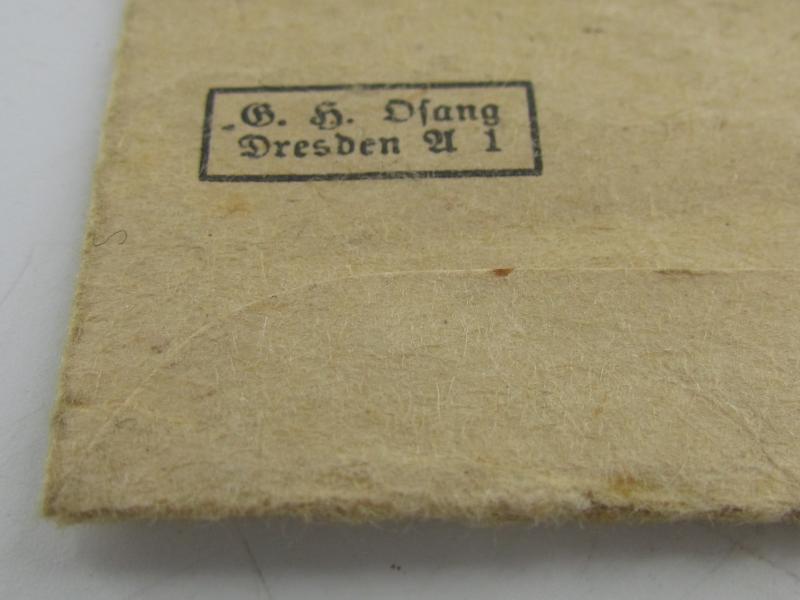 G. H. Osang
Dresden A 1